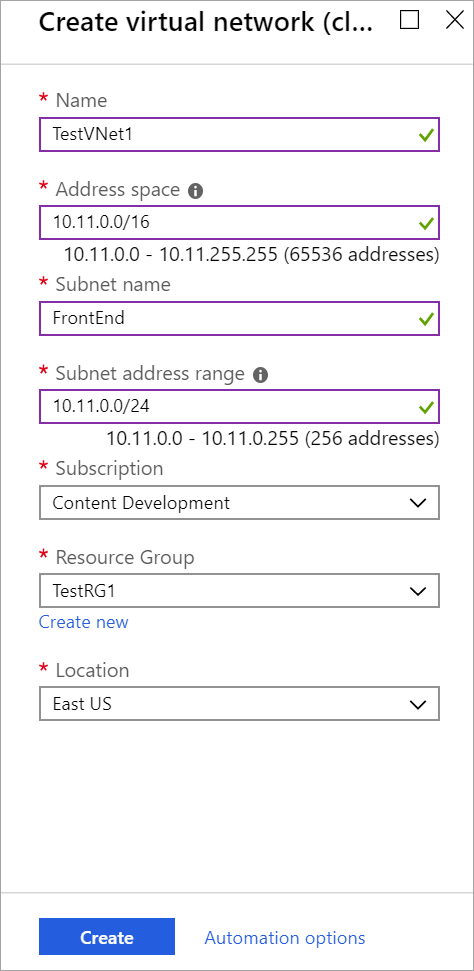 Create virtual network (cl...
* Name
TestVNet1
* Address space
10.11.0.0/16
10.11.0.0 - 10.11.255.255 (65536 addresses)
* Subnet name
FrontEnd
* Subnet address range
10.11.0.0/24
10.11.0.0 - 10.11.0.255 (256 addresses)
* Subscription
Content Development
* Resource Group
TestRG1
Create new
* Location
East US
Create Automation options